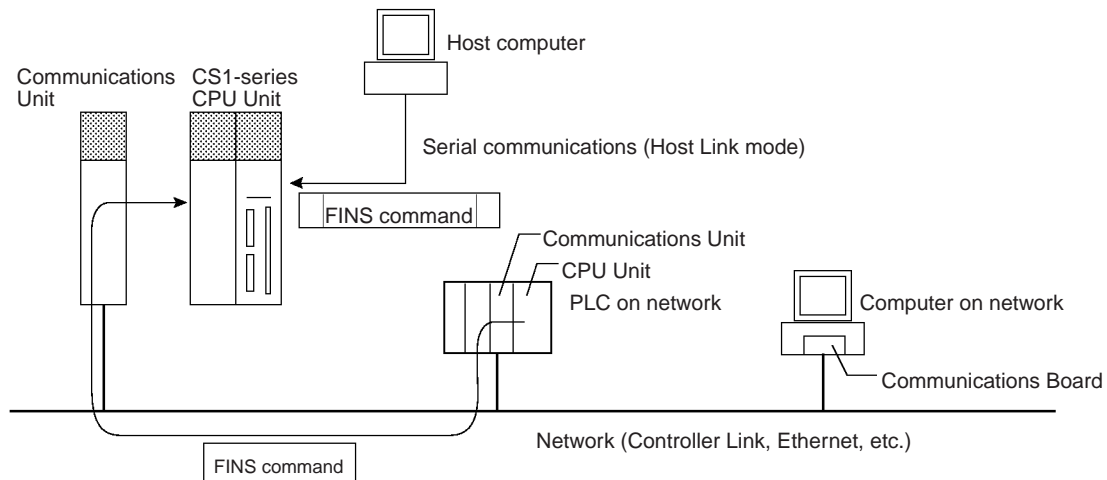 Host computer
Communications
Unit
CS1-series
CPU Unit
Serial communications (Host Link mode)
FINS command
Communications Unit
CPU Unit
PLC on network
Computer on network
Communications Board
Network (Controller Link, Ethernet, etc.)
FINS command